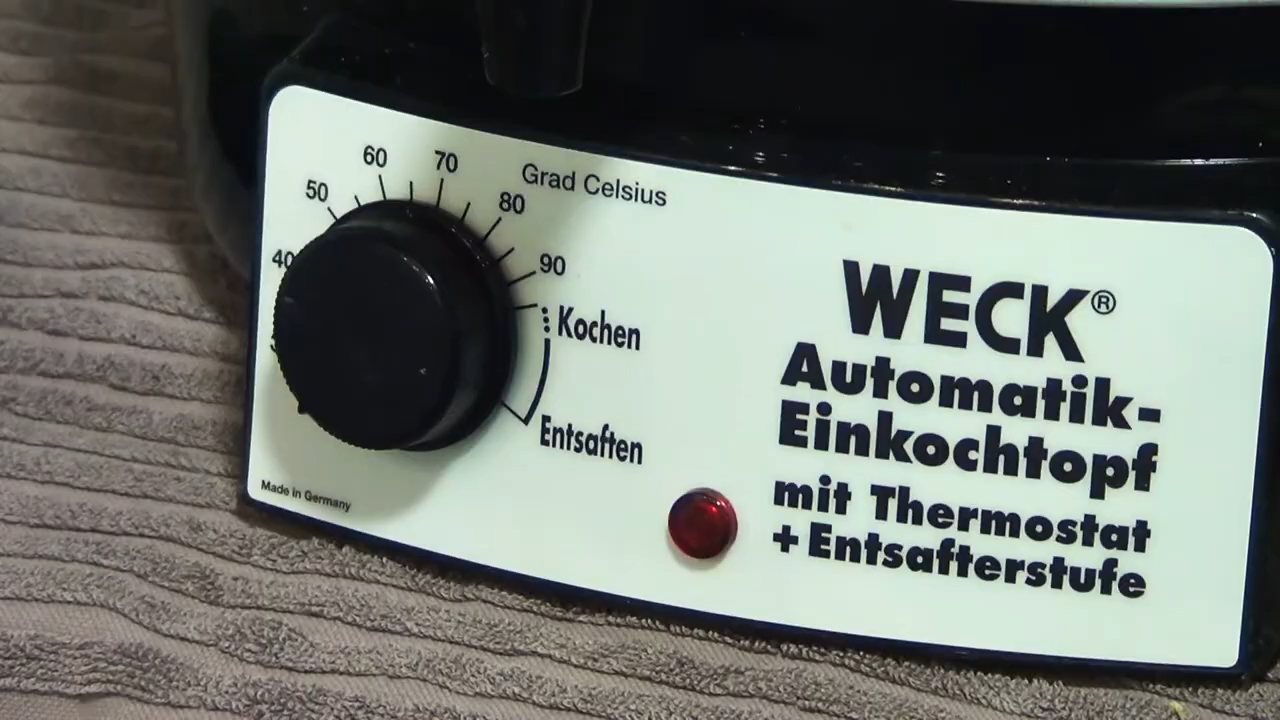 40
50
60
70
80
90
Grad Celsius
Kochen
Entsaften
Made in Germany
WECK®
Automatik-
Einkochtopf
mit Thermostat
+ Entsafterstufe